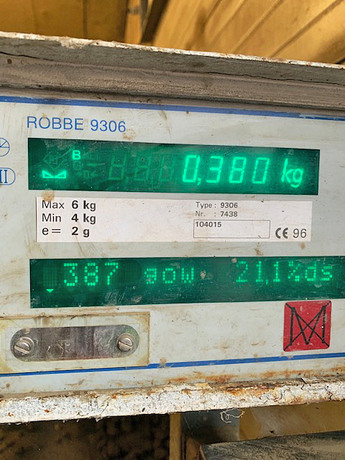 ROBBE 9306
B
0,380 kg
Max 6 kg
Min 4 kg
e= 2 g
Type: 9306
Nr. : 7438
104015
CE 96
387 gow 21,1%ds
M